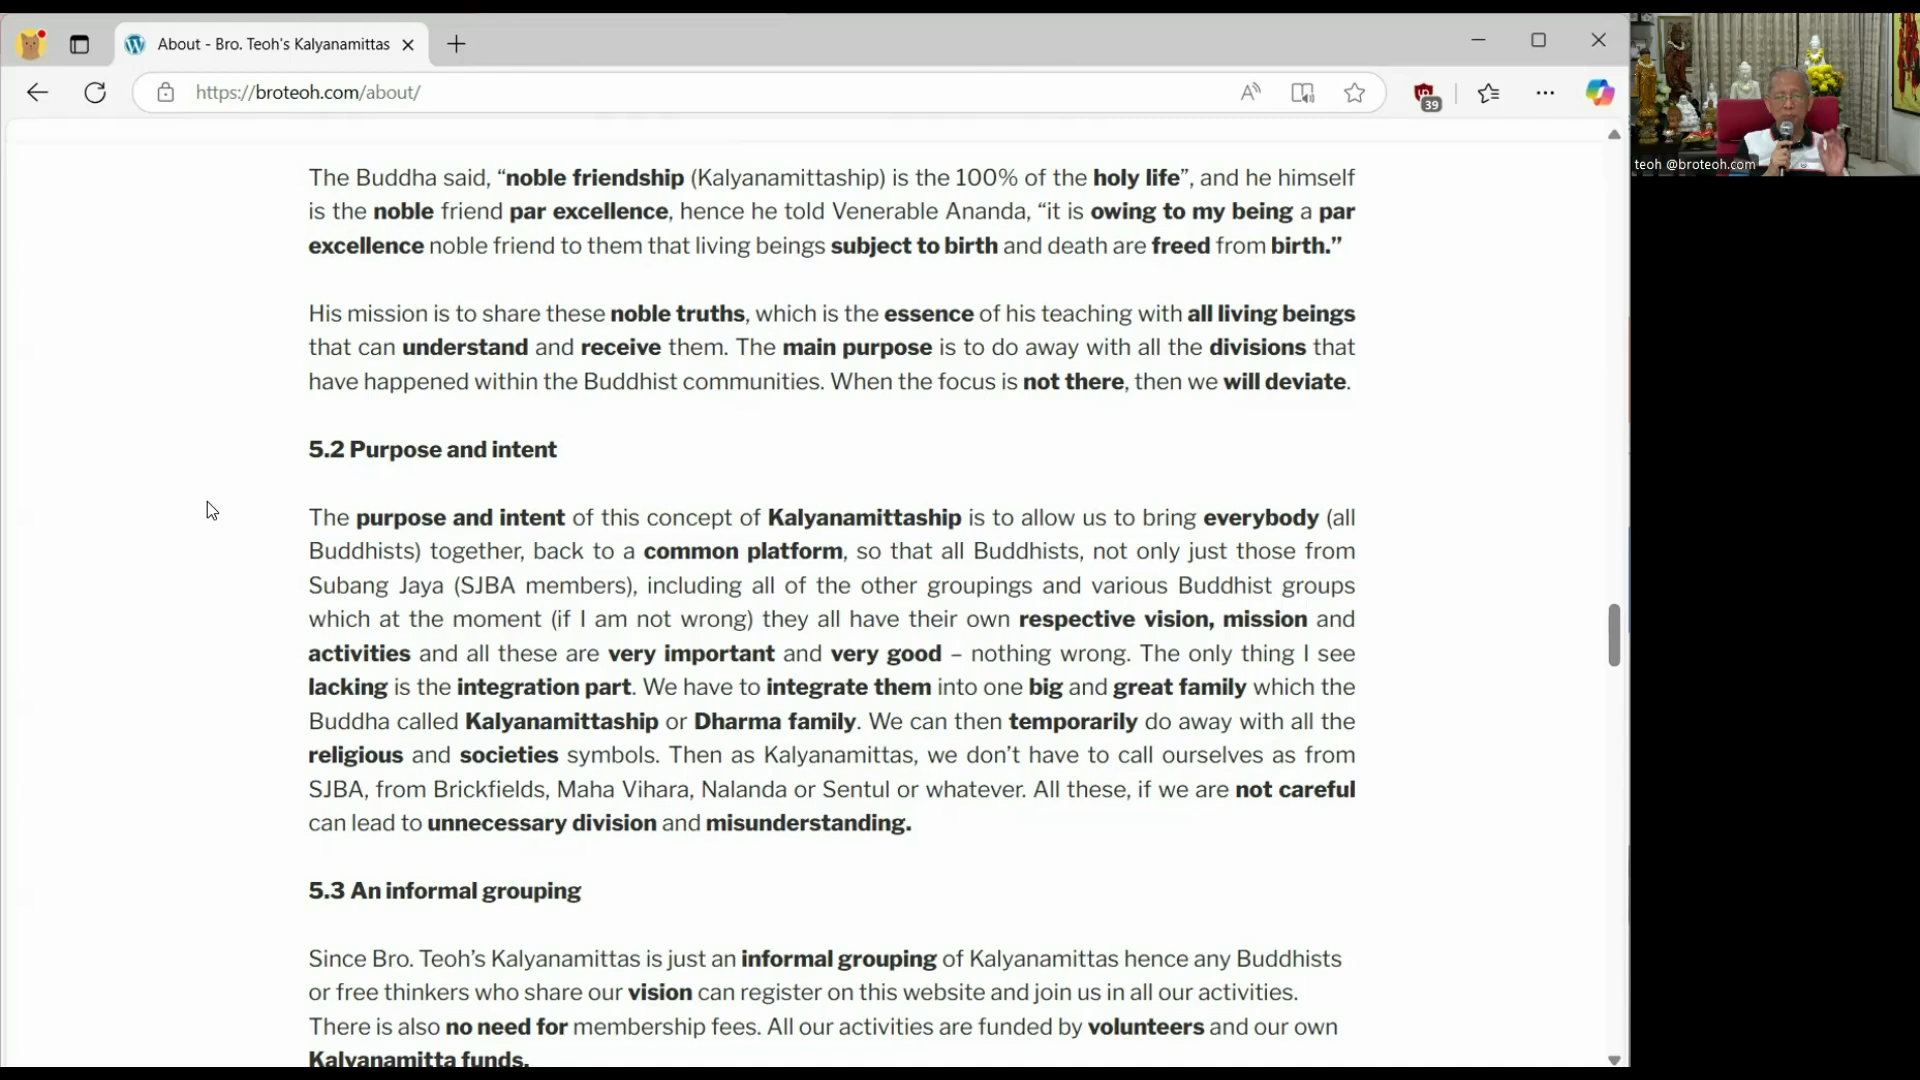 About - Bro. Teoh's Kalyanamittas
https://broteoh.com/about/
39
teoh @broteoh.com
The Buddha said, “noble friendship (Kalyanamittaship) is the 100% of the holy life”, and he himself
is the noble friend par excellence, hence he told Venerable Ananda, “it is owing to my being a par
excellence noble friend to them that living beings subject to birth and death are freed from birth.”
His mission is to share these noble truths, which is the essence of his teaching with all living beings
that can understand and receive them. The main purpose is to do away with all the divisions that
have happened within the Buddhist communities. When the focus is not there, then we will deviate.
5.2 Purpose and intent
The purpose and intent of this concept of Kalyanamittaship is to allow us to bring everybody (all
Buddhists) together, back to a common platform, so that all Buddhists, not only just those from
Subang Jaya (SJBA members), including all of the other groupings and various Buddhist groups
which at the moment (if I am not wrong) they all have their own respective vision, mission and
activities and all these are very important and very good – nothing wrong. The only thing I see
lacking is the integration part. We have to integrate them into one big and great family which the
Buddha called Kalyanamittaship or Dharma family. We can then temporarily do away with all the
religious and societies symbols. Then as Kalyanamittas, we don’t have to call ourselves as from
SJBA, from Brickfields, Maha Vihara, Nalanda or Sentul or whatever. All these, if we are not careful
can lead to unnecessary division and misunderstanding.
5.3 An informal grouping
Since Bro. Teoh’s Kalyanamittas is just an informal grouping of Kalyanamittas hence any Buddhists
or free thinkers who share our vision can register on this website and join us in all our activities.
There is also no need for membership fees. All our activities are funded by volunteers and our own
Kalyanamitta funds.